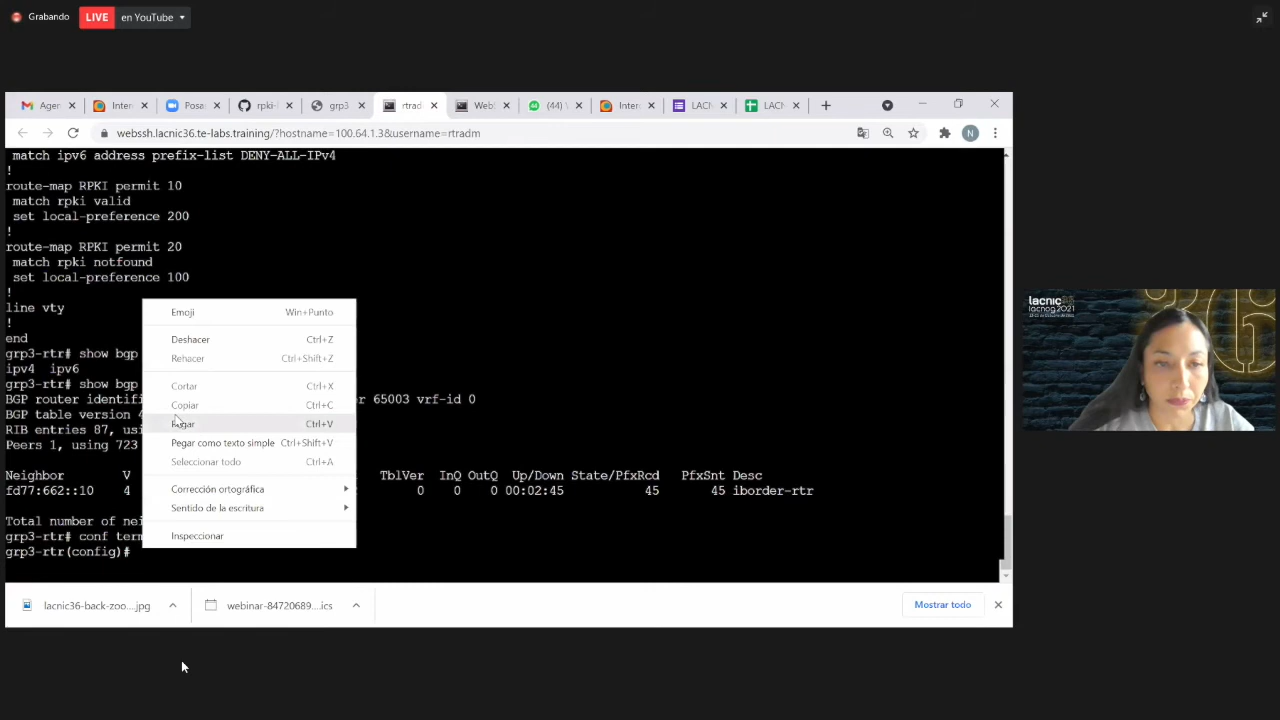 Grabando
LIVE en YouTube
Agen
Inter
Posa
rpki-l
grp3
rtrad
Webl
(44)
Inter
LACN
LACN
N
webssh.lacnic36.te-labs.training/?hostname=100.64.1.3&username=rtradm
match ipv6 address prefix-list DENY-ALL-IPv4
!
route-map RPKI permit 10
match rpki valid
set local-preference 200
!
route-map RPKI permit 20
match rpki notfound
set local-preference 100
!
line vty
!
end
grp3-rtr# show bgp
ipv4 ipv6
grp3-rtr# show bgp
BGP router identifi r 65003 vrf-id 0
BGP table version 4
RIB entries 87, usi
Peers 1, using 723
Neighbor V TblVer InQ OutQ Up/Down State/PfxRcd PfxSnt Desc
fd77:662::10 4 0 0 0 00:02:45 45 45 iborder-rtr
Total number of nei
grp3-rtr# conf term
grp3-rtr(config)#
Emoji Win+Punto
Deshacer Ctrl+Z
Rehacer Ctrl+Shift+Z
Cortar Ctrl+X
Copiar Ctrl+C
Pegar Ctrl+V
Pegar como texto simple Ctrl+Shift+V
Seleccionar todo Ctrl+A
Corrección ortográfica
Sentido de la escritura
Inspeccionar
lacnic36-back-zoo....jpg
webinar-84720689....ics
Mostrar todo
lacnic36
lacnog2021